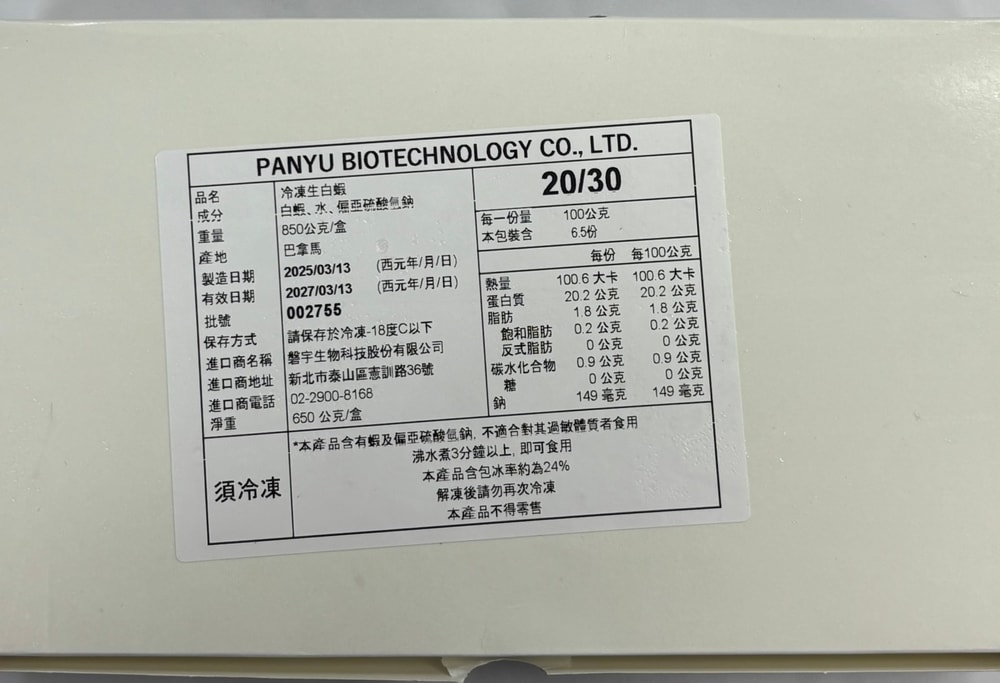 PANYU BIOTECHNOLOGY CO., LTD.
品名 冷凍生白蝦
成分 白蝦、水、偏亞硫酸氫鈉
重量 850公克/盒
產地 巴拿馬
製造日期 2025/03/13 (西元年/月/日)
有效日期 2027/03/13 (西元年/月/日)
批號 002755
保存方式 請保存於冷凍-18度C以下
進口商名稱 磐宇生物科技股份有限公司
進口商地址 新北市泰山區憲訓路36號
進口商電話 02-2900-8168
淨重 650 公克/盒
20/30
每一份量 100公克
本包裝含 6.5份
每份 每100公克
熱量 100.6 大卡 100.6 大卡
蛋白質 20.2 公克 20.2 公克
脂肪 1.8 公克 1.8 公克
飽和脂肪 0.2 公克 0.2 公克
反式脂肪 0 公克 0 公克
碳水化合物 0.9 公克 0.9 公克
糖 0 公克 0 公克
鈉 149 毫克 149 毫克
須冷凍
*本產品含有蝦及偏亞硫酸氫鈉, 不適合對其過敏體質者食用
沸水煮3分鐘以上, 即可食用
本產品含包冰率約為24%
解凍後請勿再次冷凍
本產品不得零售